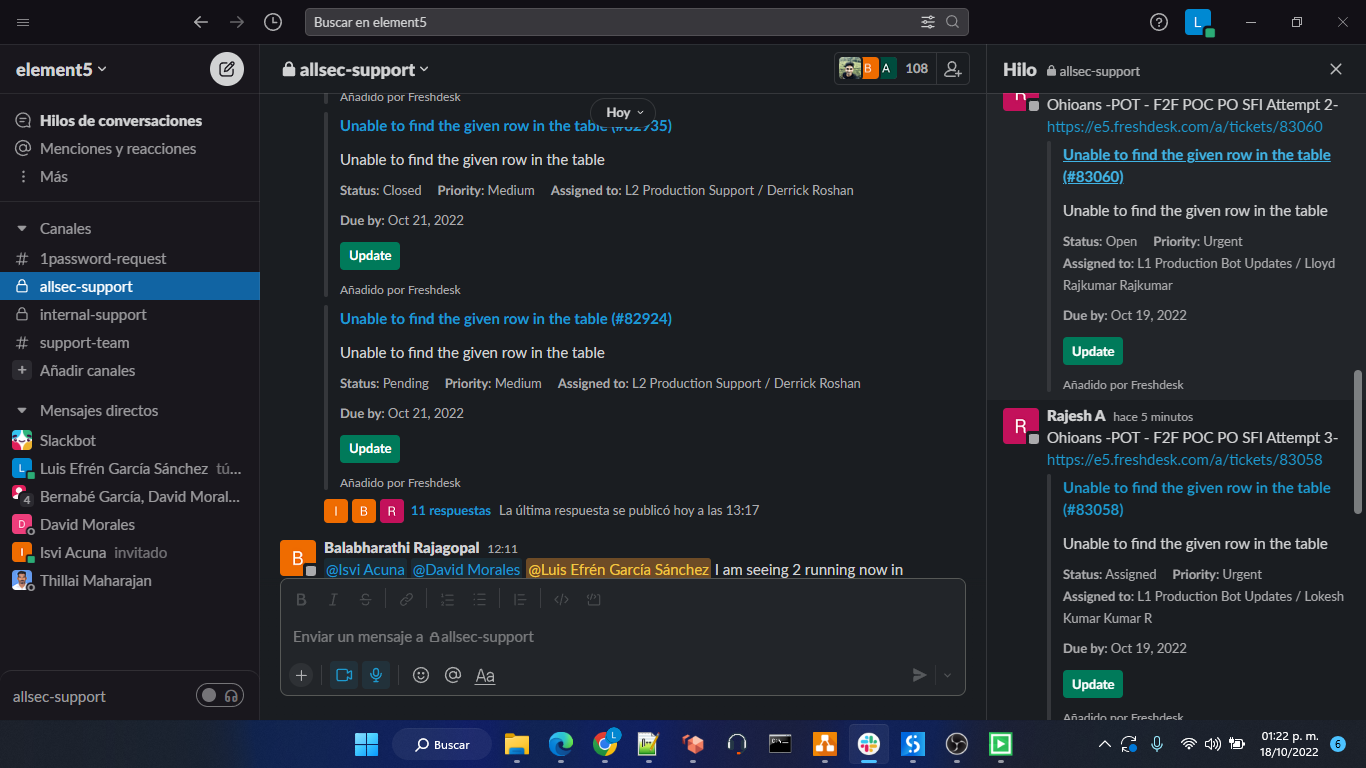 Buscar en element5
L
element5
Hilos de conversaciones
Menciones y reacciones
Más
Canales
1password-request
allsec-support
internal-support
support-team
Añadir canales
Mensajes directos
Slackbot
L
Luis Efrén García Sánchez tú...
4
Bernabé García, David Moral...
D
David Morales
I
Isvi Acuna invitado
Thillai Maharajan
allsec-support
allsec-support
B A 108
Añadido por Freshdesk
Hoy
Unable to find the given row in the table (#82935)
Unable to find the given row in the table
Status: Closed Priority: Medium Assigned to: L2 Production Support / Derrick Roshan
Due by: Oct 21, 2022
Update
Añadido por Freshdesk
Unable to find the given row in the table (#82924)
Unable to find the given row in the table
Status: Pending Priority: Medium Assigned to: L2 Production Support / Derrick Roshan
Due by: Oct 21, 2022
Update
Añadido por Freshdesk
I B R 11 respuestas La última respuesta se publicó hoy a las 13:17
B
Balabharathi Rajagopal 12:11
@Isvi Acuna @David Morales @Luis Efrén García Sánchez I am seeing 2 running now in
Enviar un mensaje a allsec-support
Aa
Hilo allsec-support
R
Ohioans -POT - F2F POC PO SFI Attempt 2-
https://e5.freshdesk.com/a/tickets/83060
Unable to find the given row in the table
(#83060)
Unable to find the given row in the table
Status: Open Priority: Urgent
Assigned to: L1 Production Bot Updates / Lloyd
Rajkumar Rajkumar
Due by: Oct 19, 2022
Update
Añadido por Freshdesk
R
Rajesh A hace 5 minutos
Ohioans -POT - F2F POC PO SFI Attempt 3-
https://e5.freshdesk.com/a/tickets/83058
Unable to find the given row in the table
(#83058)
Unable to find the given row in the table
Status: Assigned Priority: Urgent
Assigned to: L1 Production Bot Updates / Lokesh
Kumar Kumar R
Due by: Oct 19, 2022
Update
Añadido por Freshdesk
Buscar
L
01:22 p. m.
18/10/2022
6